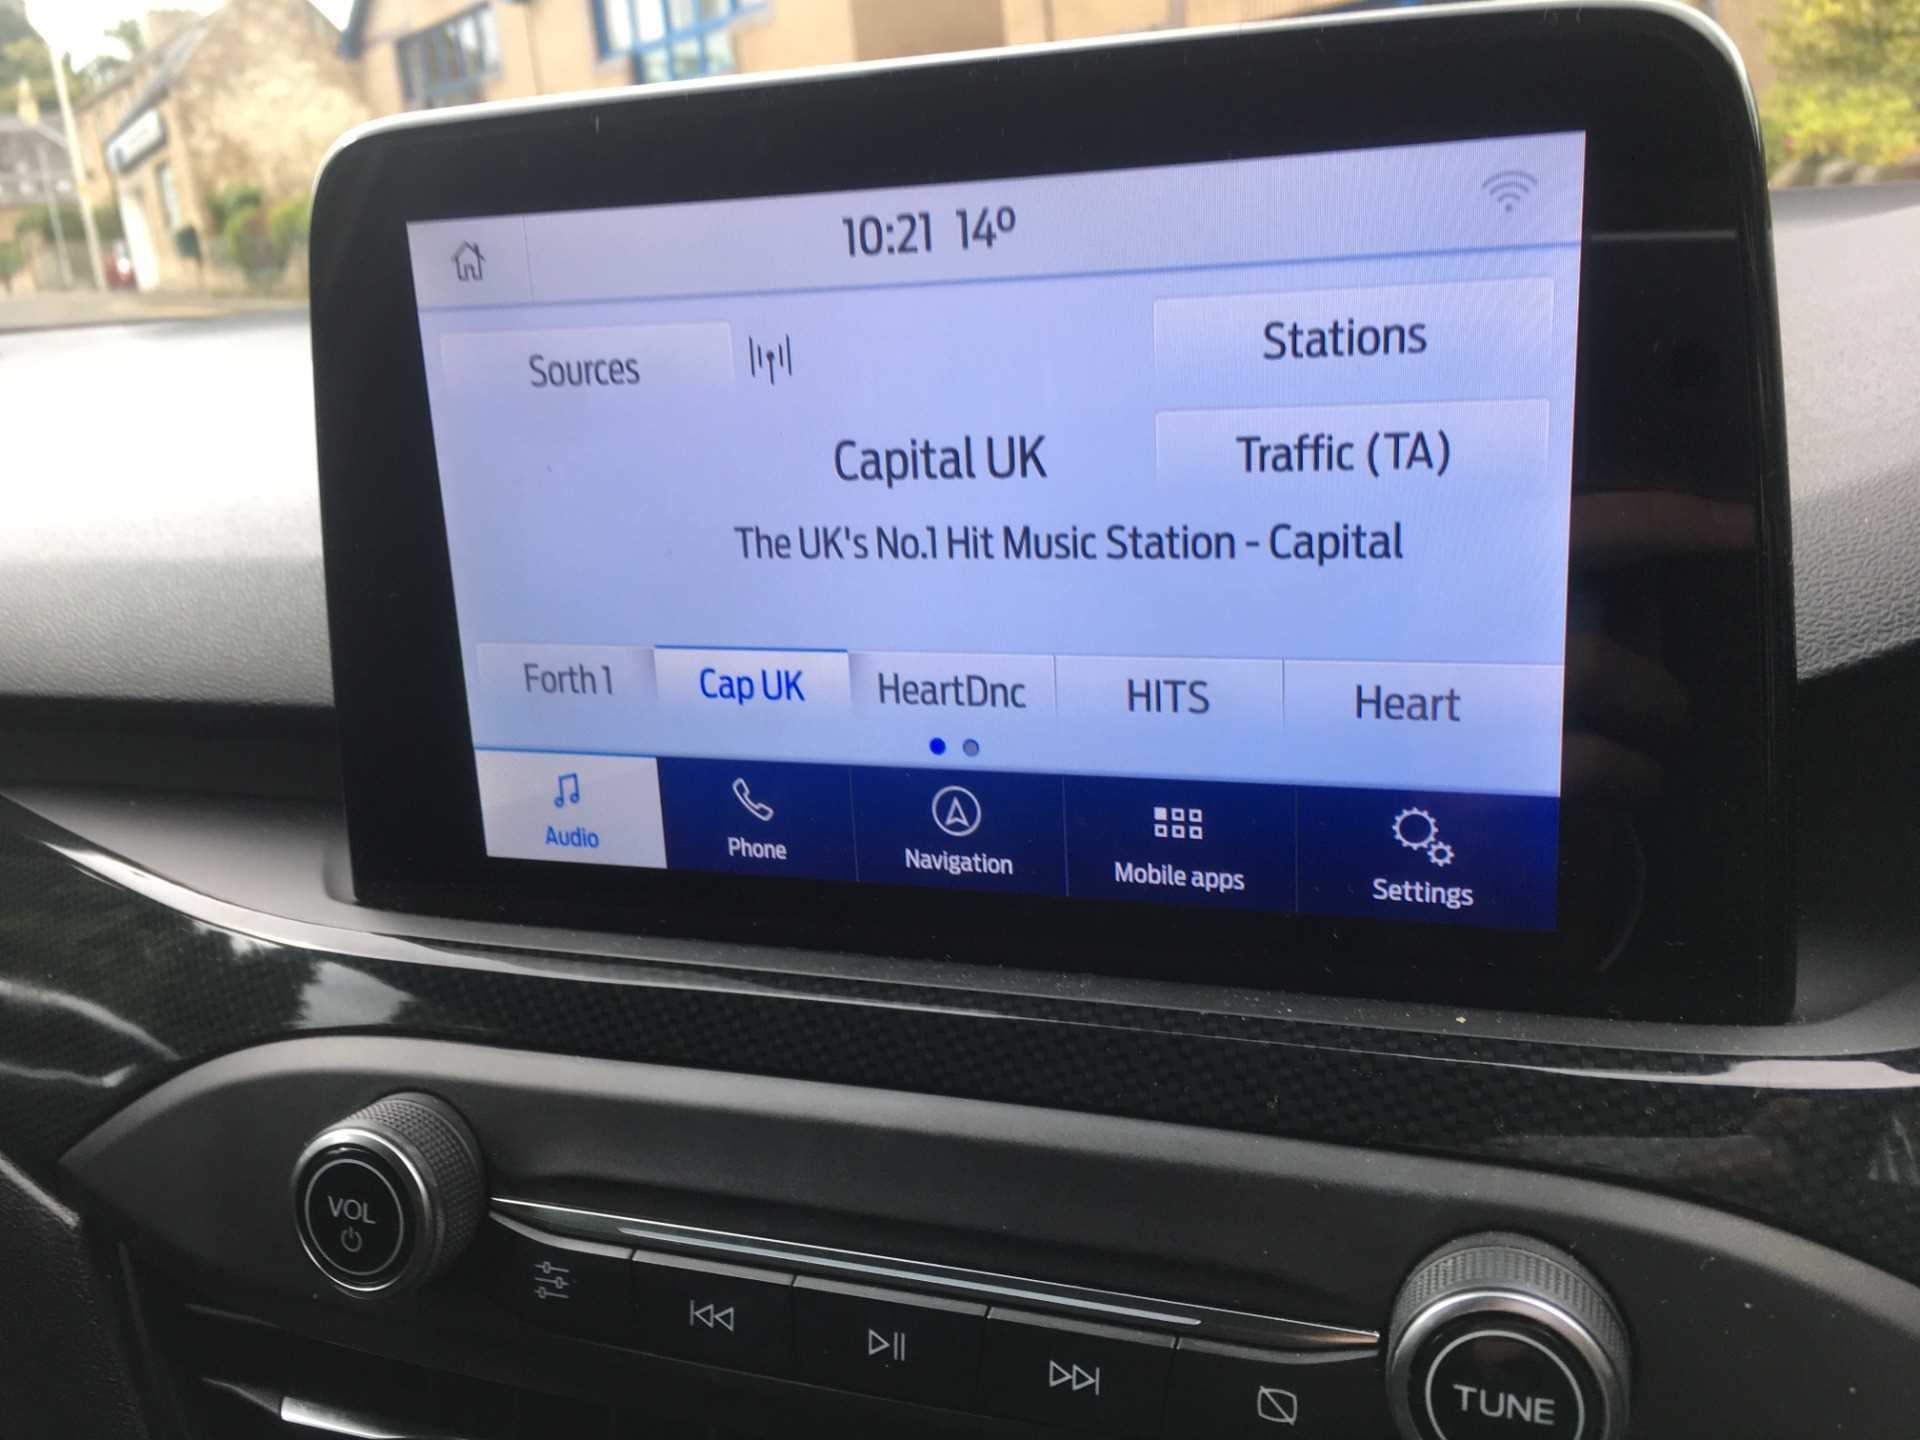 10:21 14°
Sources
Stations
Capital UK
Traffic (TA)
The UK's No.1 Hit Music Station - Capital
Forth 1
Cap UK
HeartDnc
HITS
Heart
Audio
Phone
Navigation
Mobile apps
Settings
VOL
TUNE